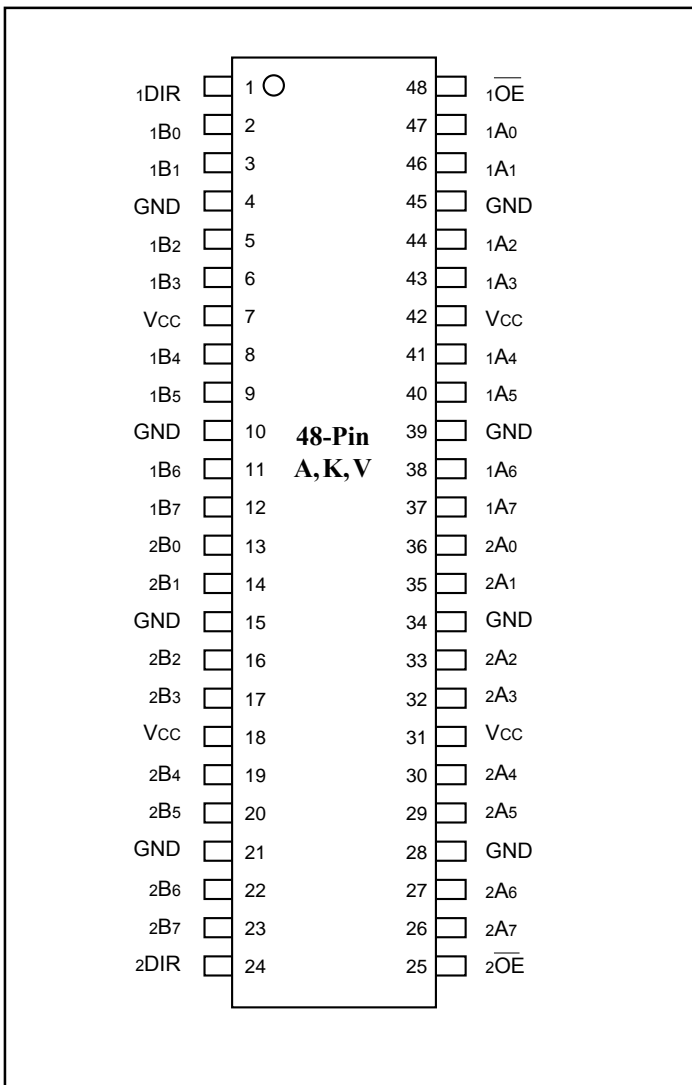 1DIR 1 48 1O̅E̅
1B0 2 47 1A0
1B1 3 46 1A1
GND 4 45 GND
1B2 5 44 1A2
1B3 6 43 1A3
VCC 7 42 VCC
1B4 8 41 1A4
1B5 9 40 1A5
GND 10 48-Pin 39 GND
1B6 11 A, K, V 38 1A6
1B7 12 37 1A7
2B0 13 36 2A0
2B1 14 35 2A1
GND 15 34 GND
2B2 16 33 2A2
2B3 17 32 2A3
VCC 18 31 VCC
2B4 19 30 2A4
2B5 20 29 2A5
GND 21 28 GND
2B6 22 27 2A6
2B7 23 26 2A7
2DIR 24 25 2O̅E̅